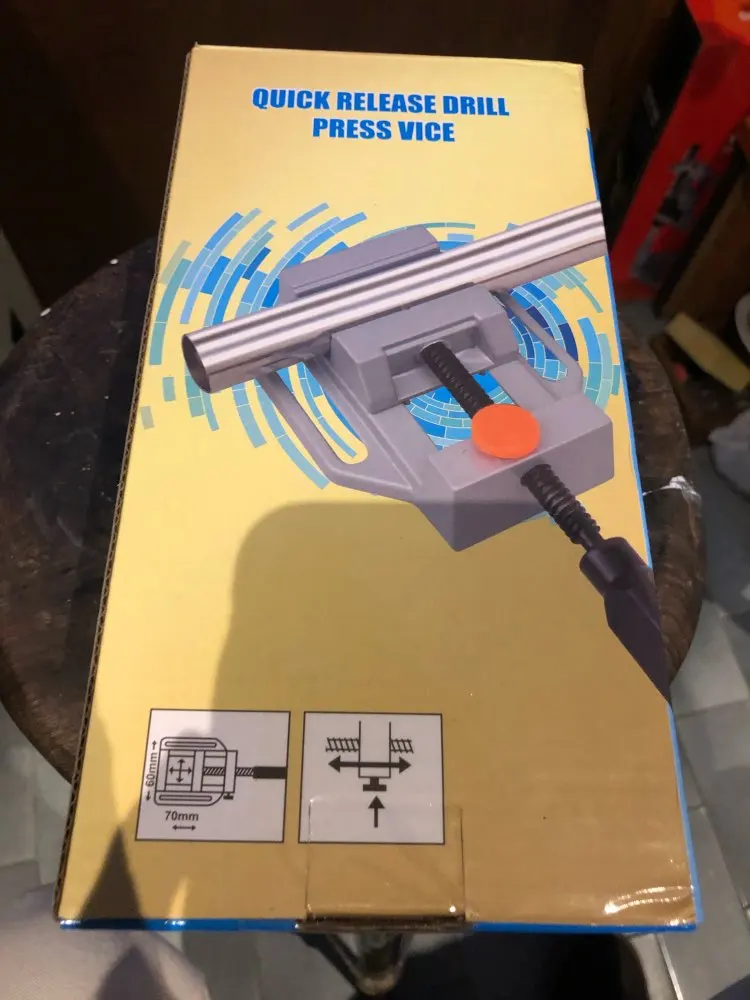 QUICK RELEASE DRILL
PRESS VICE
60mm
70mm